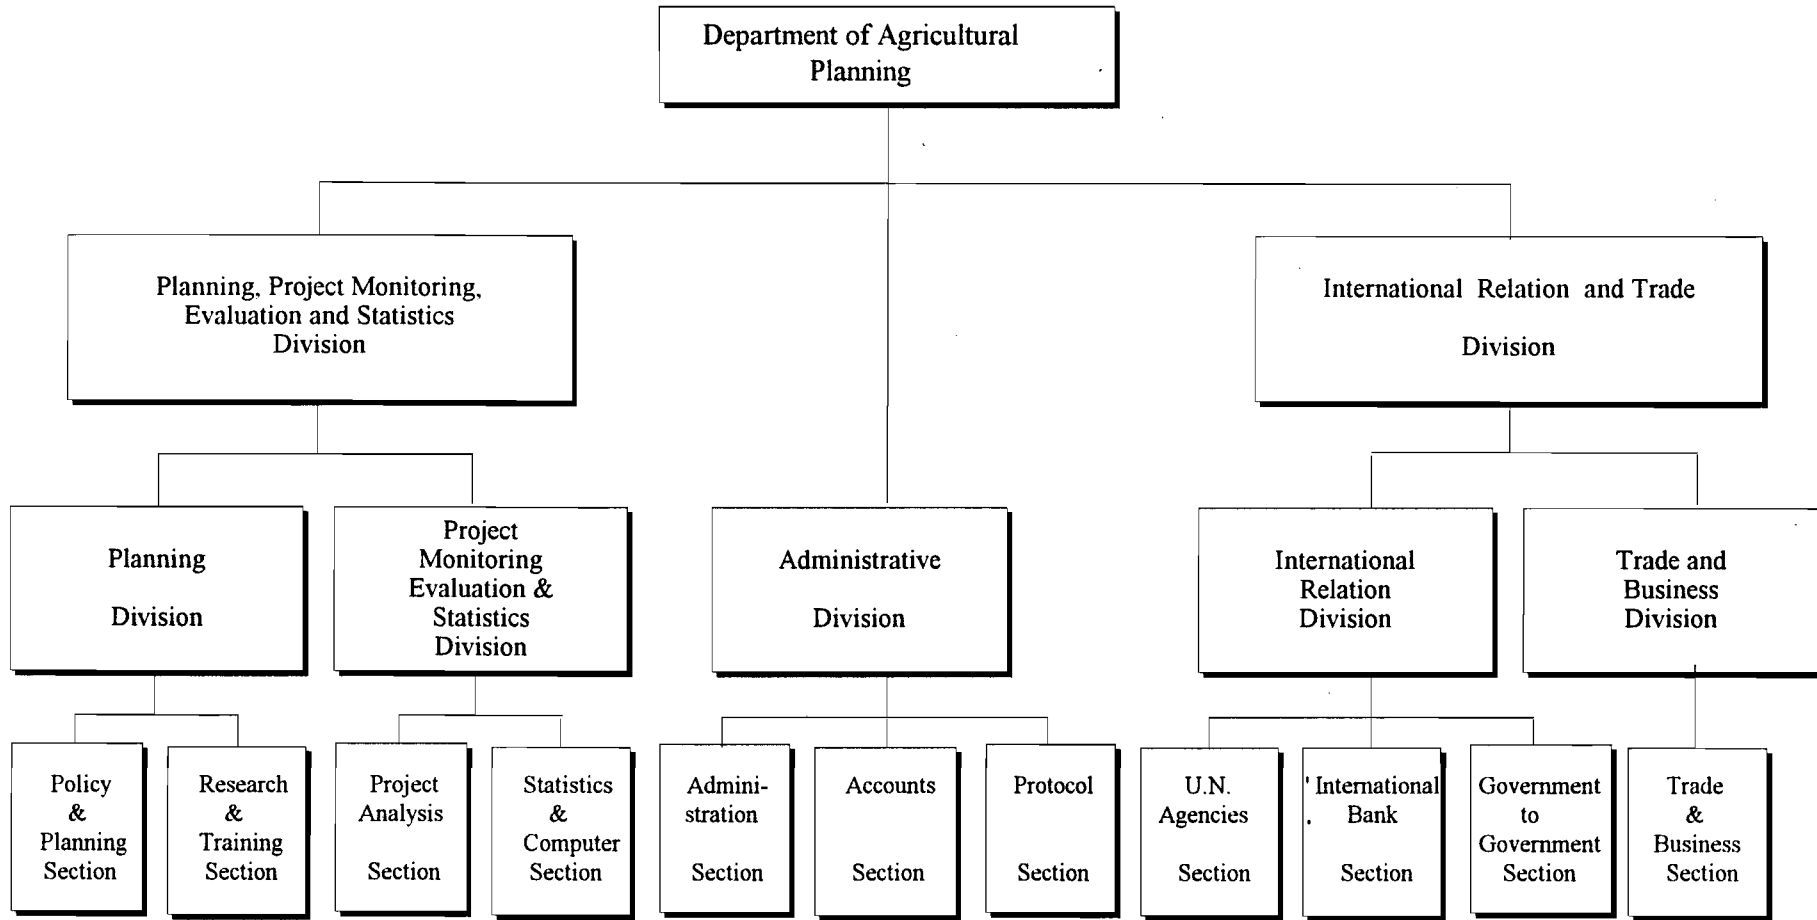 Department of Agricultural
Planning
Planning, Project Monitoring,
Evaluation and Statistics
Division
International Relation and Trade
Division
Planning
Division
Project
Monitoring
Evaluation &
Statistics
Division
Administrative
Division
International
Relation
Division
Trade and
Business
Division
Policy
&
Planning
Section
Research
&
Training
Section
Project
Analysis
Section
Statistics
&
Computer
Section
Admini-
stration
Section
Accounts
Section
Protocol
Section
U.N.
Agencies
Section
International
Bank
Section
Government
to
Government
Section
Trade
&
Business
Section